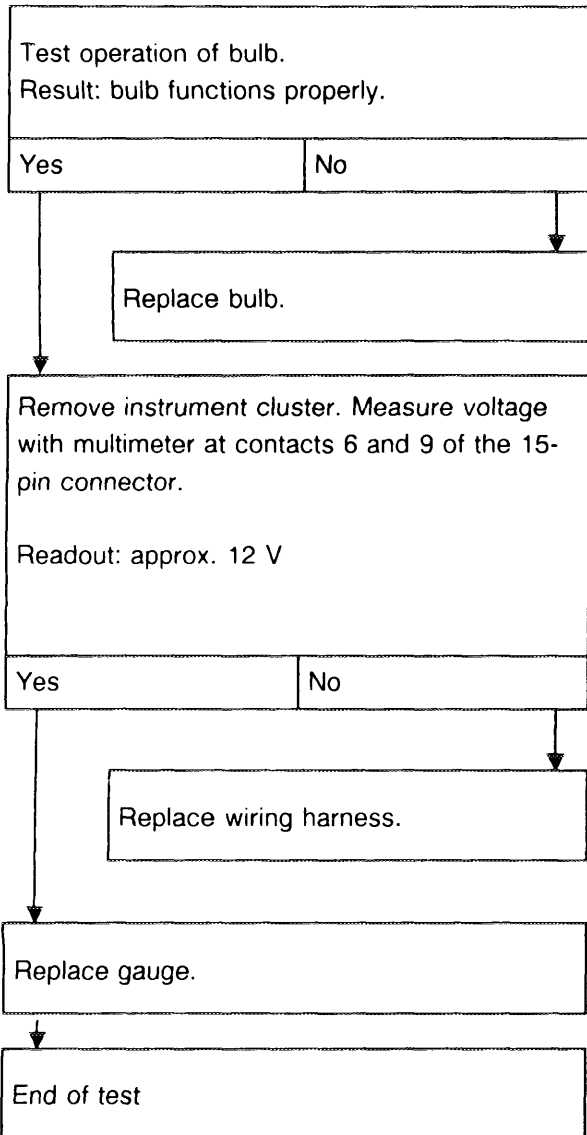 Test operation of bulb.
Result: bulb functions properly.
Yes
No
Replace bulb.
Remove instrument cluster. Measure voltage
with multimeter at contacts 6 and 9 of the 15-
pin connector.
Readout: approx. 12 V
Yes
No
Replace wiring harness.
Replace gauge.
End of test